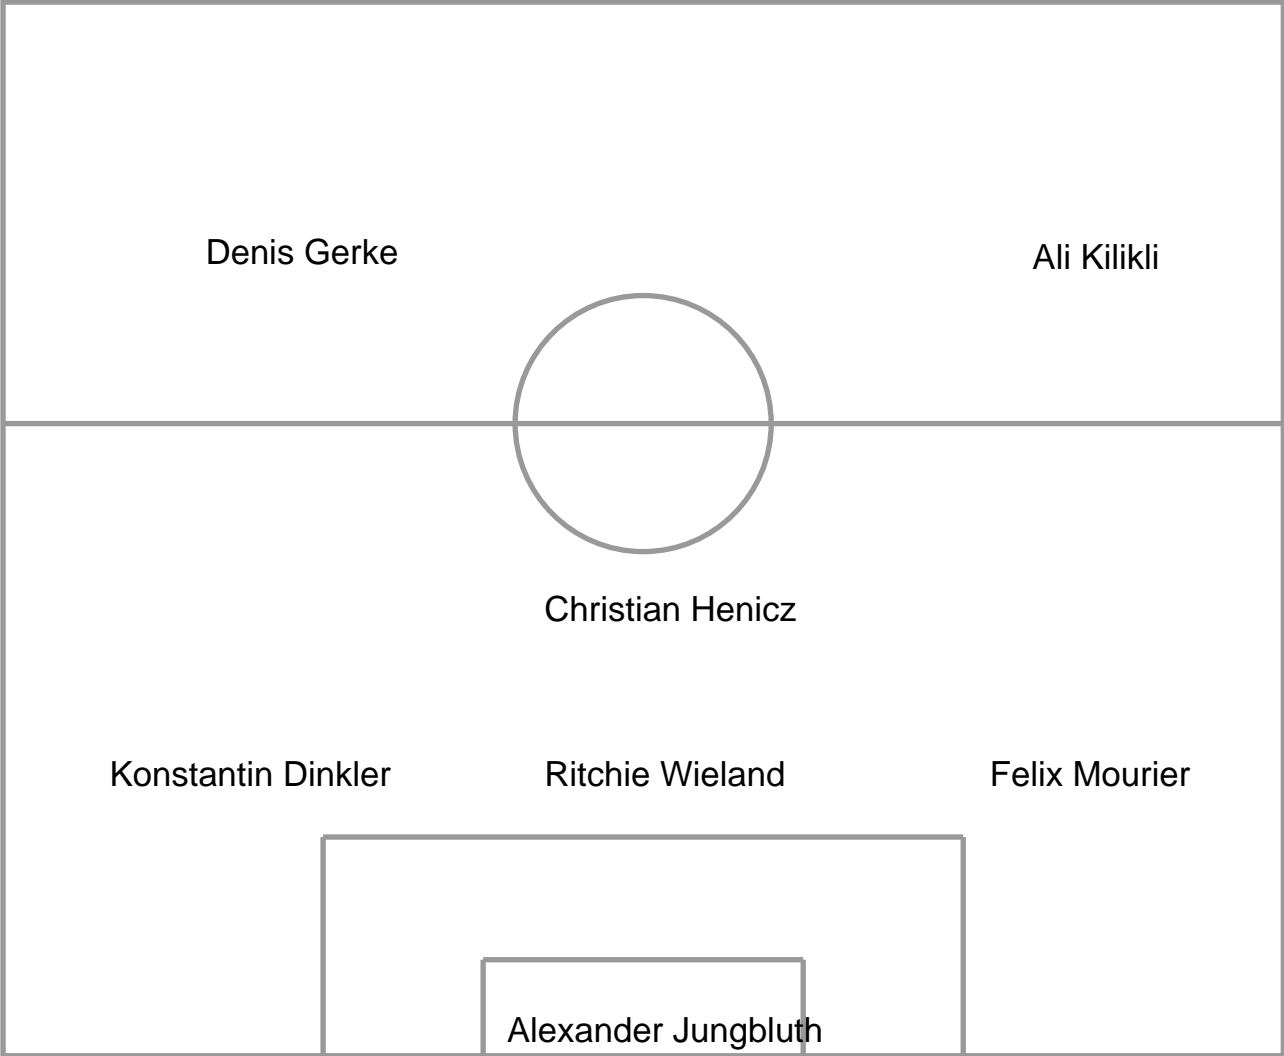 Denis Gerke
Ali Kilikli
Christian Henicz
Konstantin Dinkler
Ritchie Wieland
Felix Mourier
Alexander Jungbluth